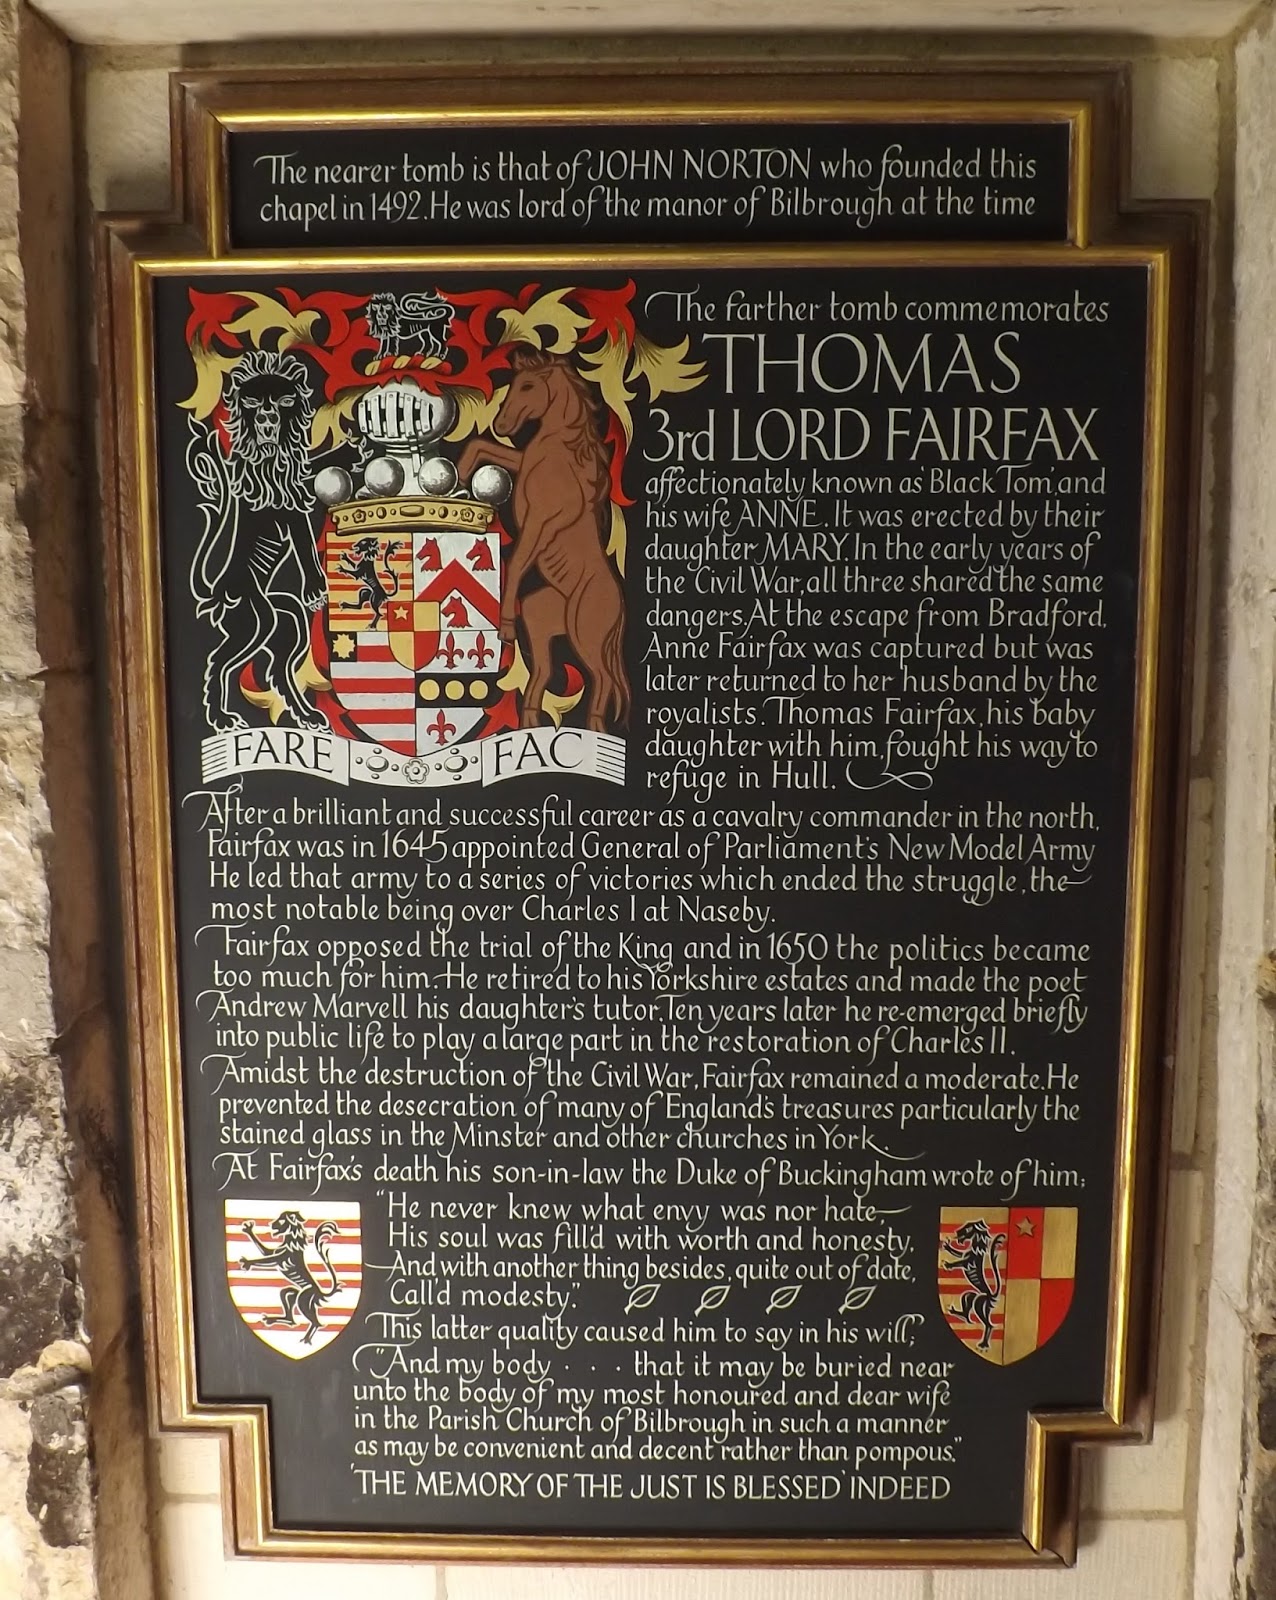 The nearer tomb is that of JOHN NORTON who founded this
chapel in 1492. He was lord of the manor of Bilbrough at the time
The farther tomb commemorates
THOMAS
3rd LORD FAIRFAX
affectionately known as 'Black Tom', and
his wife ANNE. It was erected by their
daughter MARY. In the early years of
the Civil War, all three shared the same
dangers. At the escape from Bradford,
Anne Fairfax was captured but was
later returned to her husband by the
royalists. Thomas Fairfax, his baby
daughter with him, fought his way to
refuge in Hull.
FARE FAC
After a brilliant and successful career as a cavalry commander in the north,
Fairfax was in 1645 appointed General of Parliament's New Model Army
He led that army to a series of victories which ended the struggle, the
most notable being over Charles I at Naseby.
Fairfax opposed the trial of the King and in 1650 the politics became
too much for him. He retired to his Yorkshire estates and made the poet
Andrew Marvell his daughter's tutor. Ten years later he re-emerged briefly
into public life to play a large part in the restoration of Charles II.
Amidst the destruction of the Civil War, Fairfax remained a moderate. He
prevented the desecration of many of England's treasures particularly the
stained glass in the Minster and other churches in York.
At Fairfax's death his son-in-law the Duke of Buckingham wrote of him;
"He never knew what envy was nor hate,
His soul was fill'd with worth and honesty,
And with another thing besides, quite out of date,
Call'd modesty."
This latter quality caused him to say in his will;
"And my body . . . that it may be buried near
unto the body of my most honoured and dear wife
in the Parish Church of Bilbrough in such a manner
as may be convenient and decent rather than pompous."
'THE MEMORY OF THE JUST IS BLESSED' INDEED